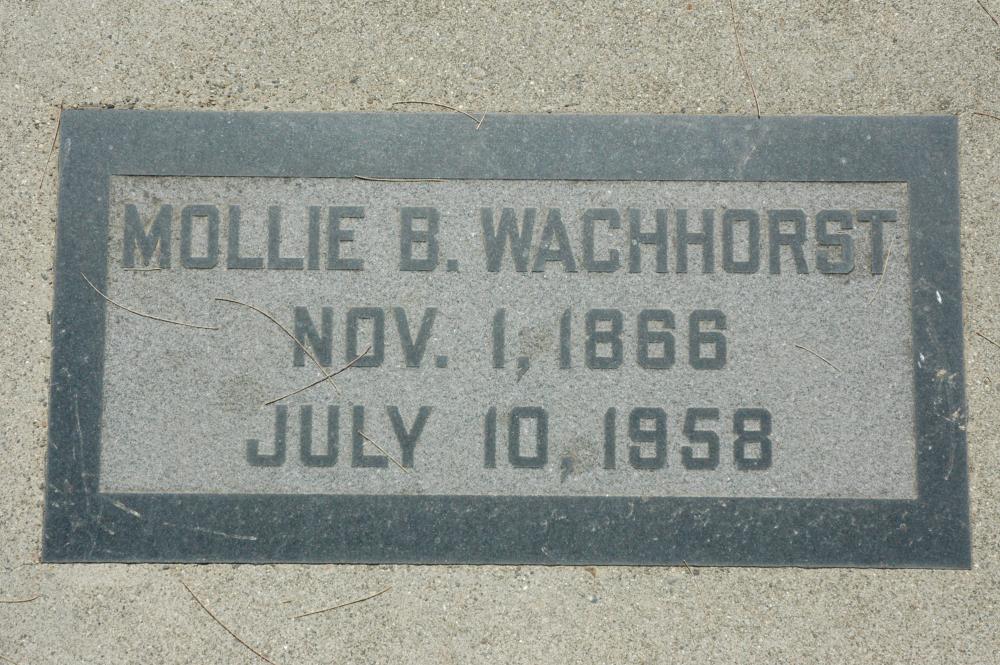 MOLLIE B. WACHHORST
NOV. 1, 1866
JULY 10, 1958